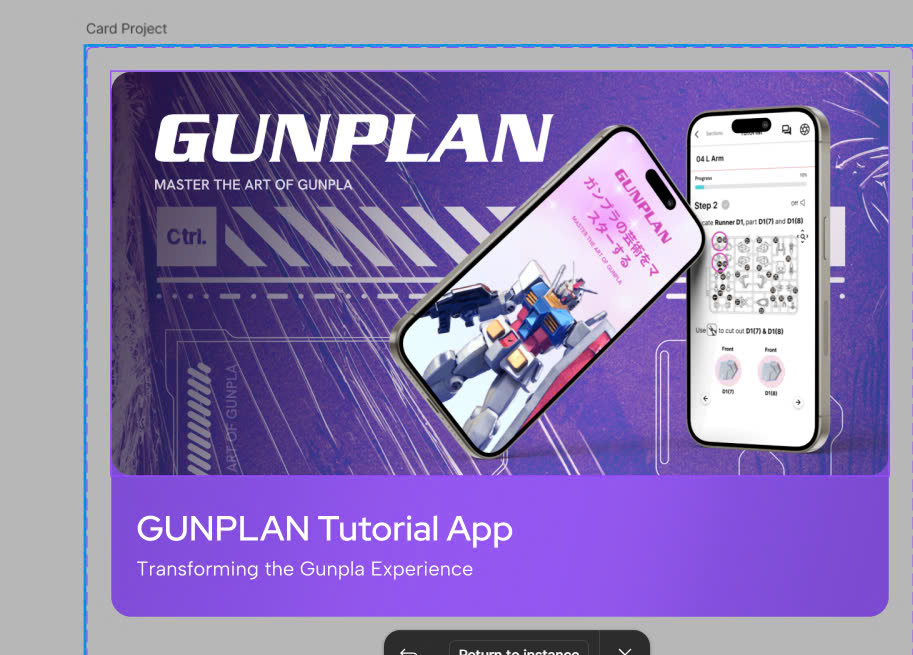 Card Project
GUNPLAN
MASTER THE ART OF GUNPLA
Ctrl.
ART OF GUNPLA
GUNPLAN
ガンプラの芸術をマ
スターする
MASTER THE ART OF GUNPLA
Sections
04 L Arm
Progress
10%
Step 2
Off
cate Runner D1, part D1(7) and D1(8)
Use to cut out D1(7) & D1(8)
Front Front
D1(7) D1(8)
GUNPLAN Tutorial App
Transforming the Gunpla Experience
Return to instance